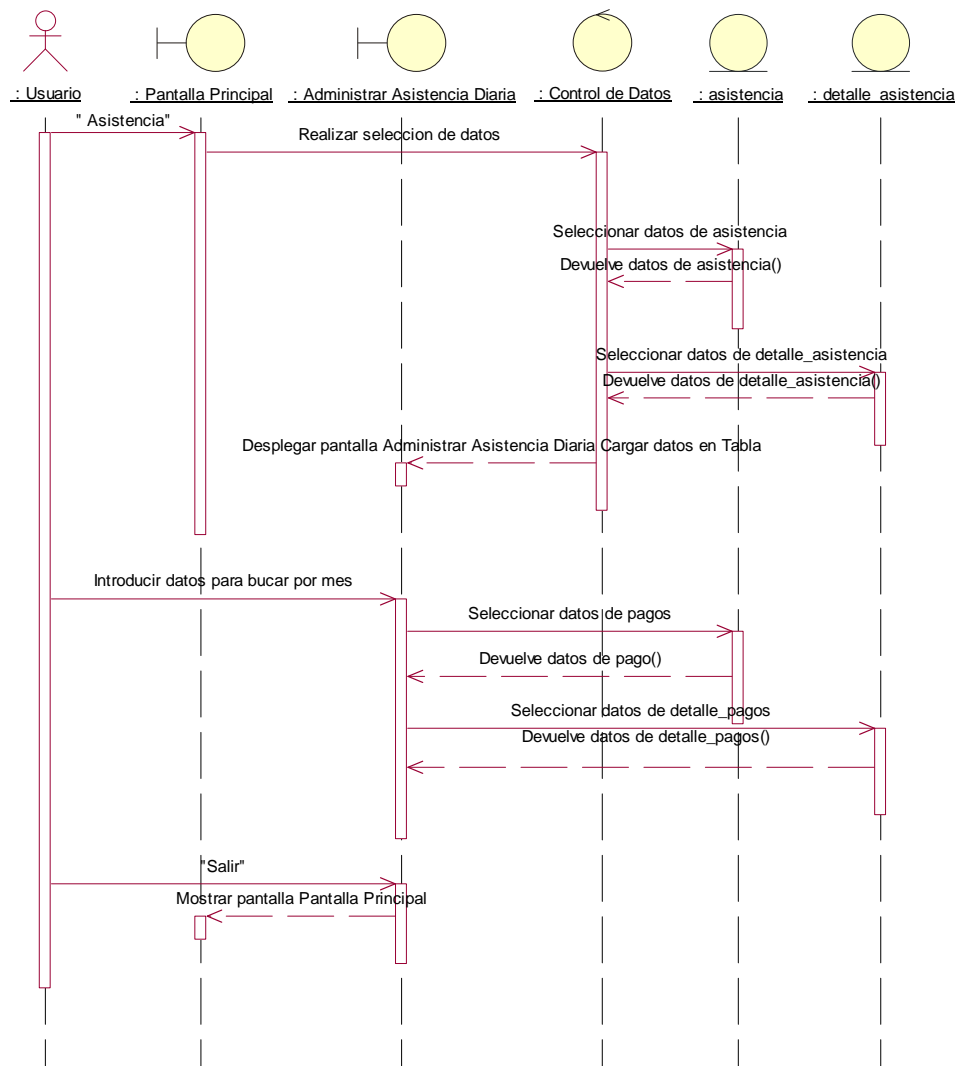 : Usuario
: Pantalla Principal
: Administrar Asistencia Diaria
: Control de Datos
: asistencia
: detalle_asistencia
" Asistencia"
Realizar seleccion de datos
Seleccionar datos de asistencia
Devuelve datos de asistencia()
Seleccionar datos de detalle_asistencia
Devuelve datos de detalle_asistencia()
Desplegar pantalla Administrar Asistencia Diaria Cargar datos en Tabla
Introducir datos para bucar por mes
Seleccionar datos de pagos
Devuelve datos de pago()
Seleccionar datos de detalle_pagos
Devuelve datos de detalle_pagos()
"Salir"
Mostrar pantalla Pantalla Principal